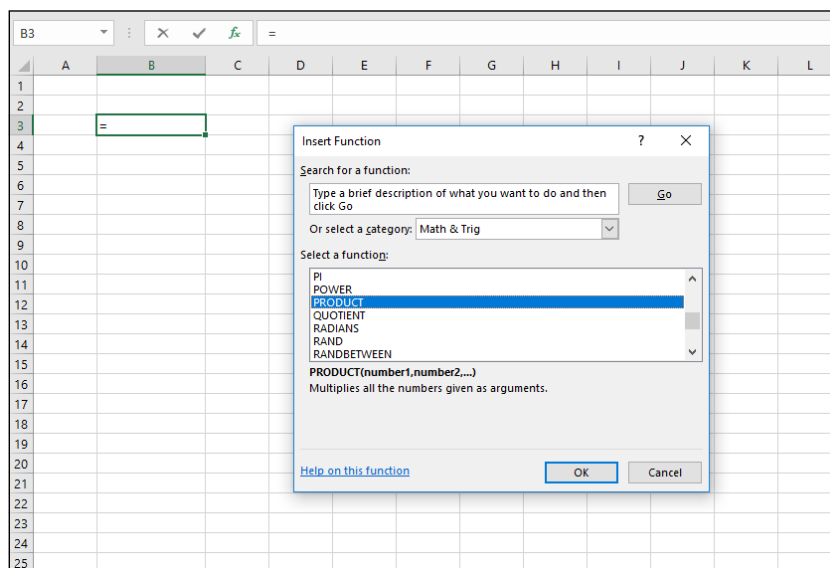 B3 fx =
A B C D E F G H I J K L
1
2
3 =
4
5
6
7
8
9
10
11
12
13
14
15
16
17
18
19
20
21
22
23
24
25
Insert Function ?
Search for a function:
Type a brief description of what you want to do and then
click Go
Go
Or select a category: Math & Trig
Select a function:
PI
POWER
PRODUCT
QUOTIENT
RADIANS
RAND
RANDBETWEEN
PRODUCT(number1,number2,...)
Multiplies all the numbers given as arguments.
Help on this function
OK Cancel